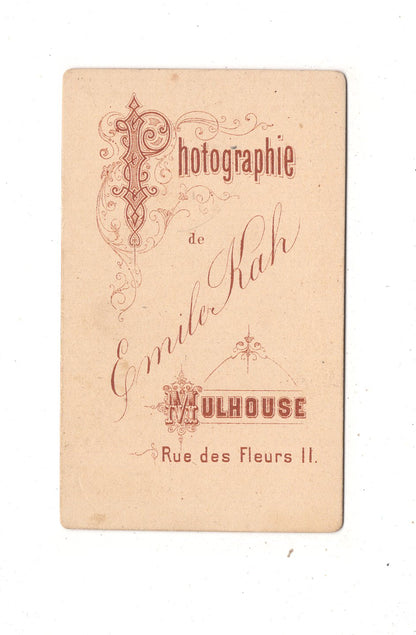 Photographie
de
Emile Kah
MULHOUSE
Rue des Fleurs 11.